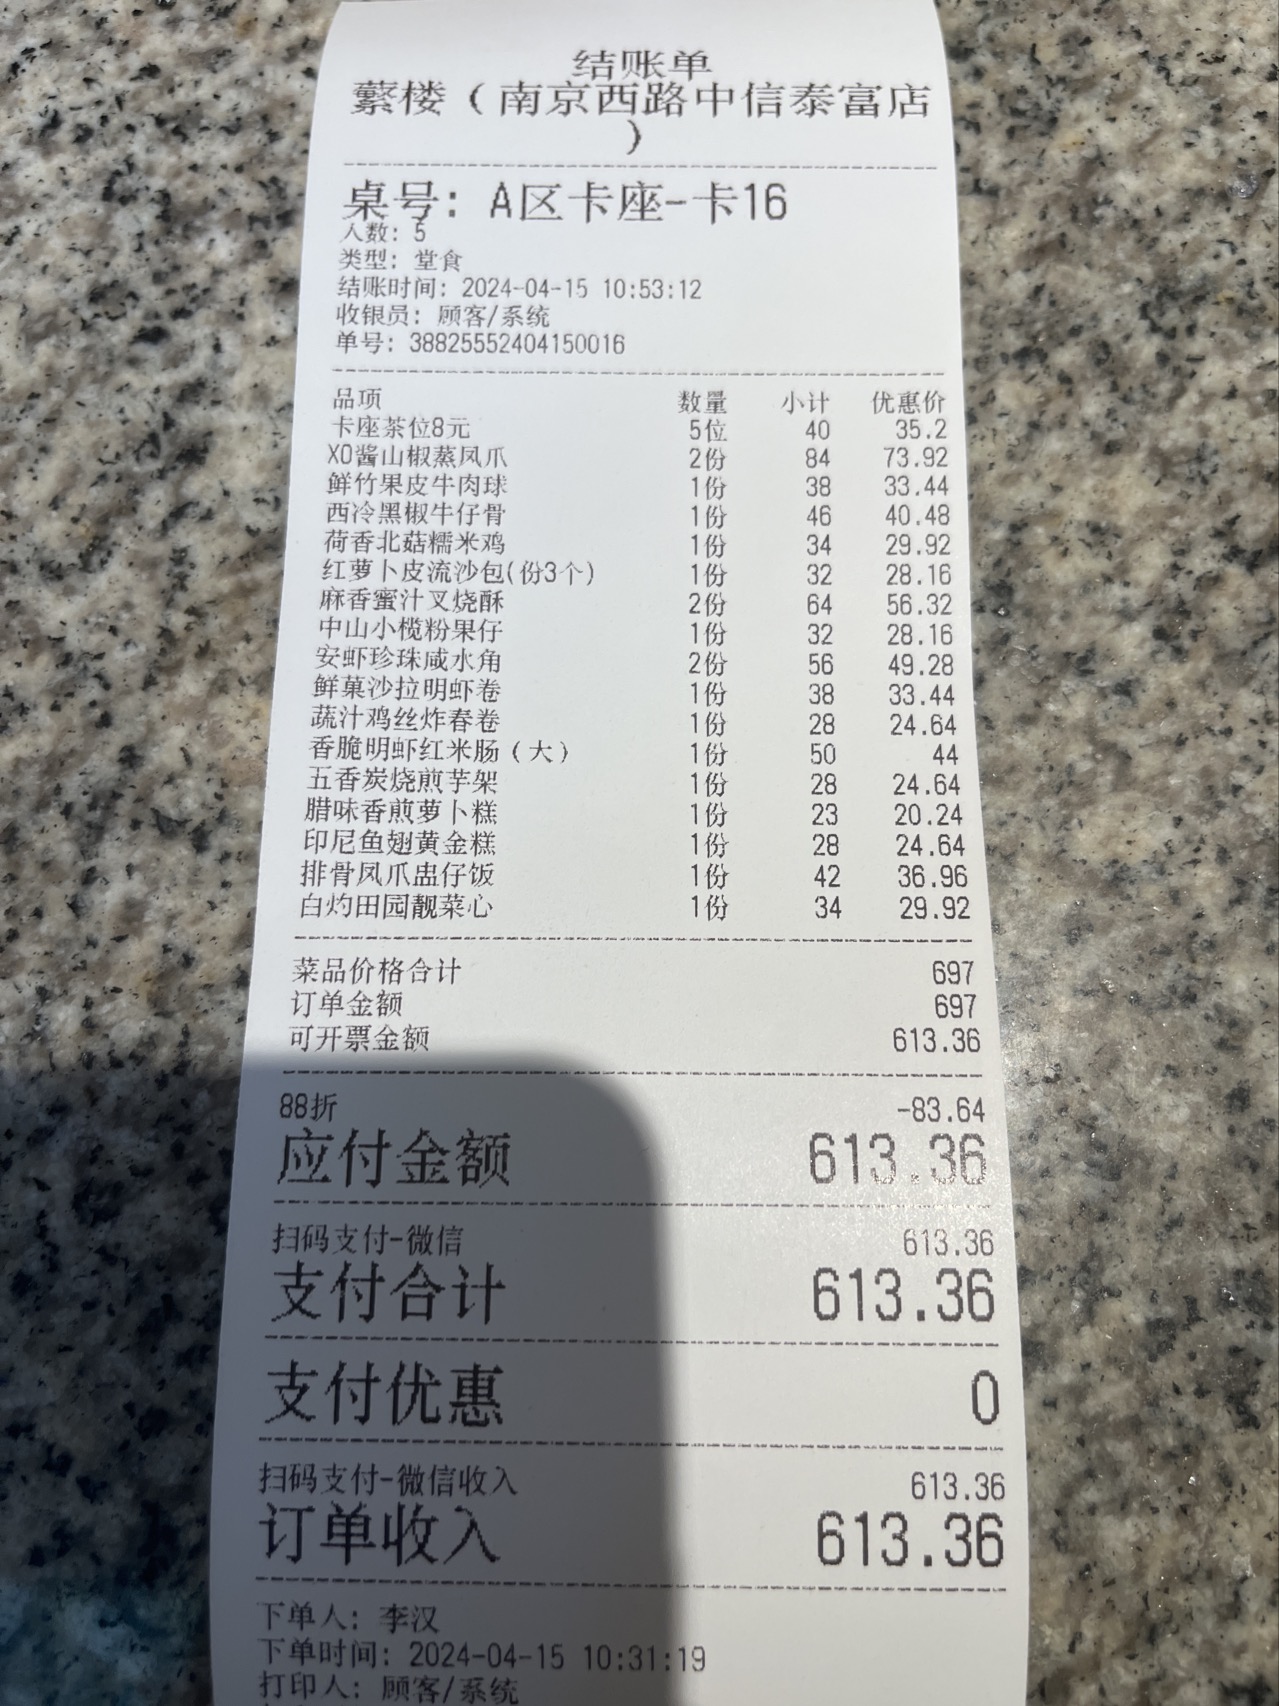 结账单
蘩楼（南京西路中信泰富店
）
桌号: A区卡座-卡16
人数: 5
类型: 堂食
结账时间: 2024-04-15 10:53:12
收银员: 顾客/系统
单号: 38825552404150016
品项 数量 小计 优惠价
卡座茶位8元 5位 40 35.2
XO酱山椒蒸凤爪 2份 84 73.92
鲜竹果皮牛肉球 1份 38 33.44
西冷黑椒牛仔骨 1份 46 40.48
荷香北菇糯米鸡 1份 34 29.92
红萝卜皮流沙包(份3个) 1份 32 28.16
麻香蜜汁叉烧酥 2份 64 56.32
中山小榄粉果仔 1份 32 28.16
安虾珍珠咸水角 2份 56 49.28
鲜菓沙拉明虾卷 1份 38 33.44
蔬汁鸡丝炸春卷 1份 28 24.64
香脆明虾红米肠（大） 1份 50 44
五香炭烧煎芋架 1份 28 24.64
腊味香煎萝卜糕 1份 23 20.24
印尼鱼翅黄金糕 1份 28 24.64
排骨凤爪盅仔饭 1份 42 36.96
白灼田园靓菜心 1份 34 29.92
菜品价格合计 697
订单金额 697
可开票金额 613.36
88折 -83.64
应付金额 613.36
扫码支付-微信 613.36
支付合计 613.36
支付优惠 0
扫码支付-微信收入 613.36
订单收入 613.36
下单人: 李汉
下单时间: 2024-04-15 10:31:19
打印人: 顾客/系统